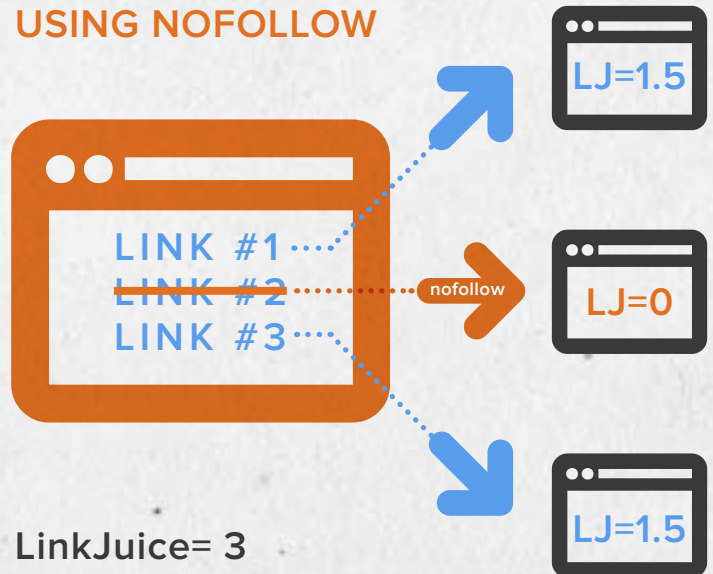 USING NOFOLLOW
LJ=1.5
LINK #1
LINK #2
LINK #3
nofollow
LJ=0
LJ=1.5
LinkJuice= 3